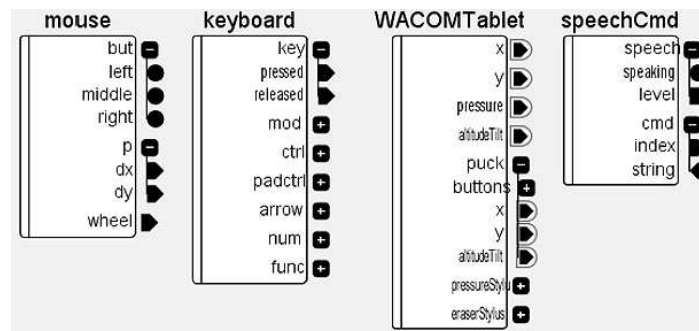 mouse
but
left
middle
right
p
dx
dy
wheel
keyboard
key
pressed
released
mod
ctrl
padctrl
arrow
num
func
WACOMTablet
x
y
pressure
altitudeTilt
puck
buttons
x
y
altitudeTilt
pressureStylu
eraserStylus
speechCmd
speech
speaking
level
cmd
index
string